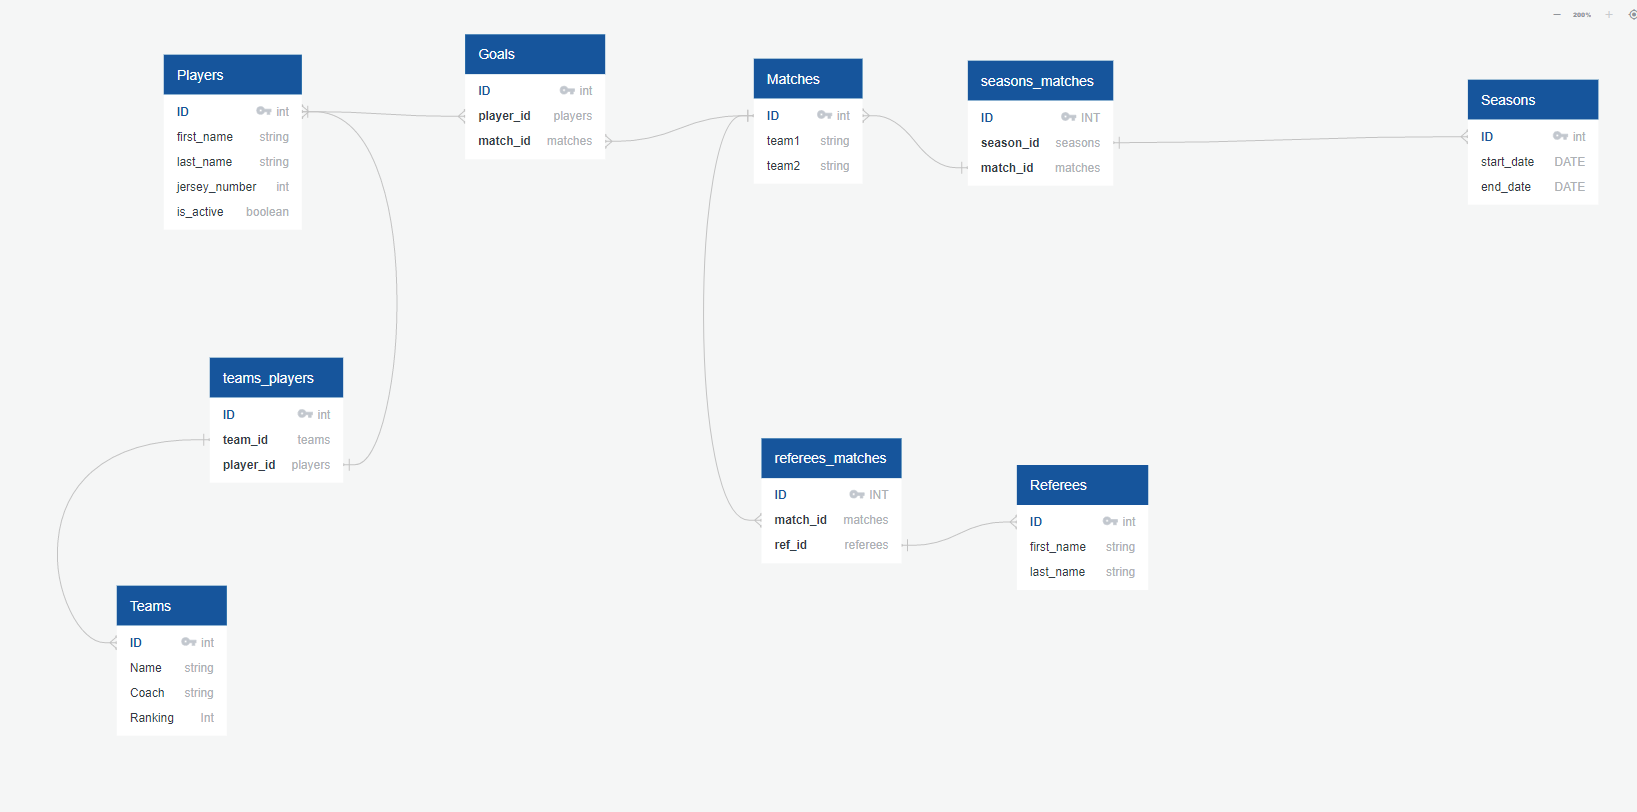 200%
Players
ID int
first_name string
last_name string
jersey_number int
is_active boolean
Goals
ID int
player_id players
match_id matches
Matches
ID int
team1 string
team2 string
seasons_matches
ID INT
season_id seasons
match_id matches
Seasons
ID int
start_date DATE
end_date DATE
teams_players
ID int
team_id teams
player_id players
referees_matches
ID INT
match_id matches
ref_id referees
Referees
ID int
first_name string
last_name string
Teams
ID int
Name string
Coach string
Ranking Int